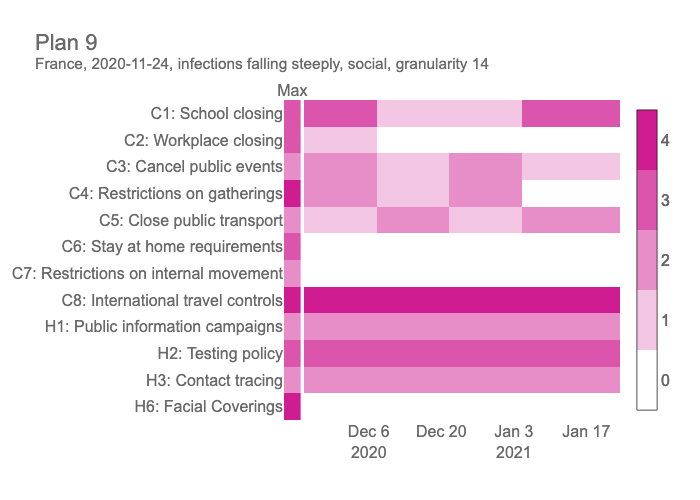 Plan 9
France, 2020-11-24, infections falling steeply, social, granularity 14
Max
C1: School closing
C2: Workplace closing
C3: Cancel public events
C4: Restrictions on gatherings
C5: Close public transport
C6: Stay at home requirements
C7: Restrictions on internal movement
C8: International travel controls
H1: Public information campaigns
H2: Testing policy
H3: Contact tracing
H6: Facial Coverings
4
3
2
1
0
Dec 6 Dec 20 Jan 3 Jan 17
2020 2021